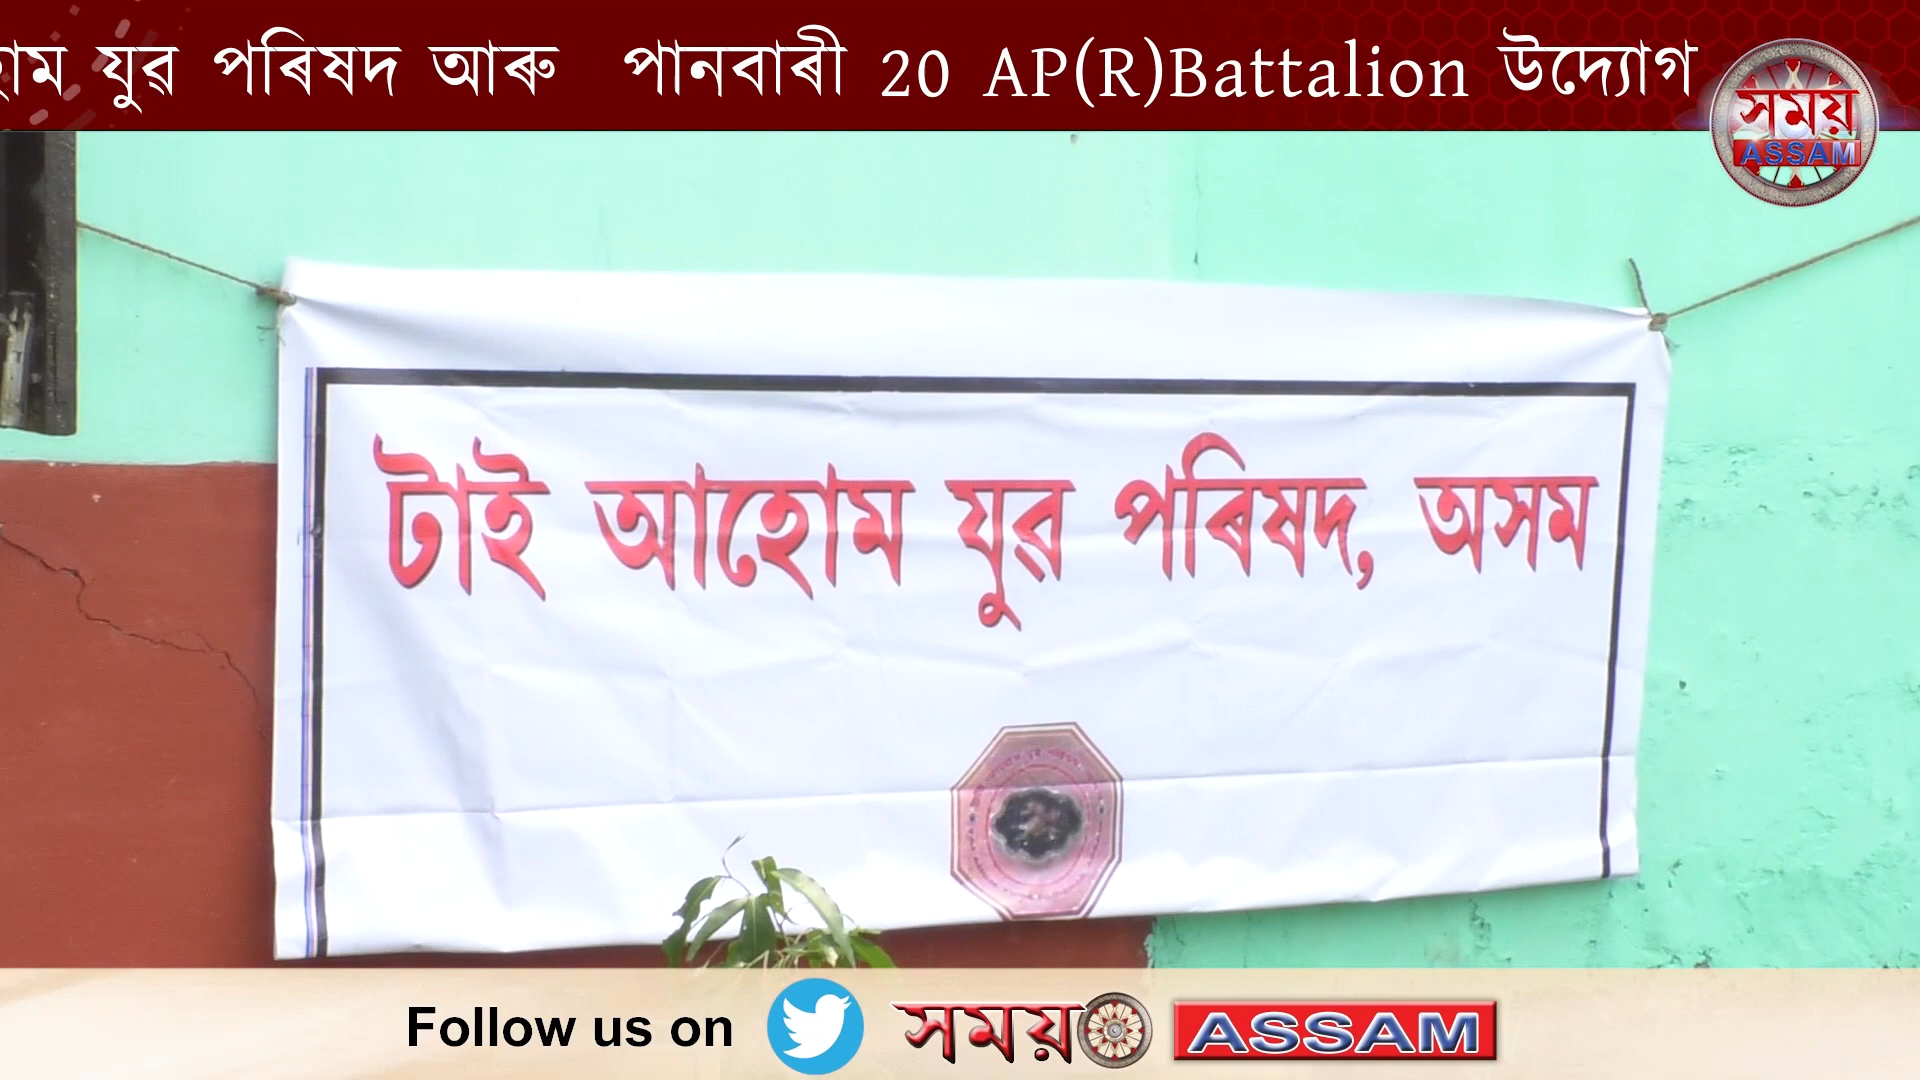 যুৱ পৰিষদ আৰু পানবাৰী 20 AP(R)Battalion উদ্যোগ
সময়
ASSAM
টাই আহোম যুৱ পৰিষদ, অসম
Follow us on সময় ASSAM